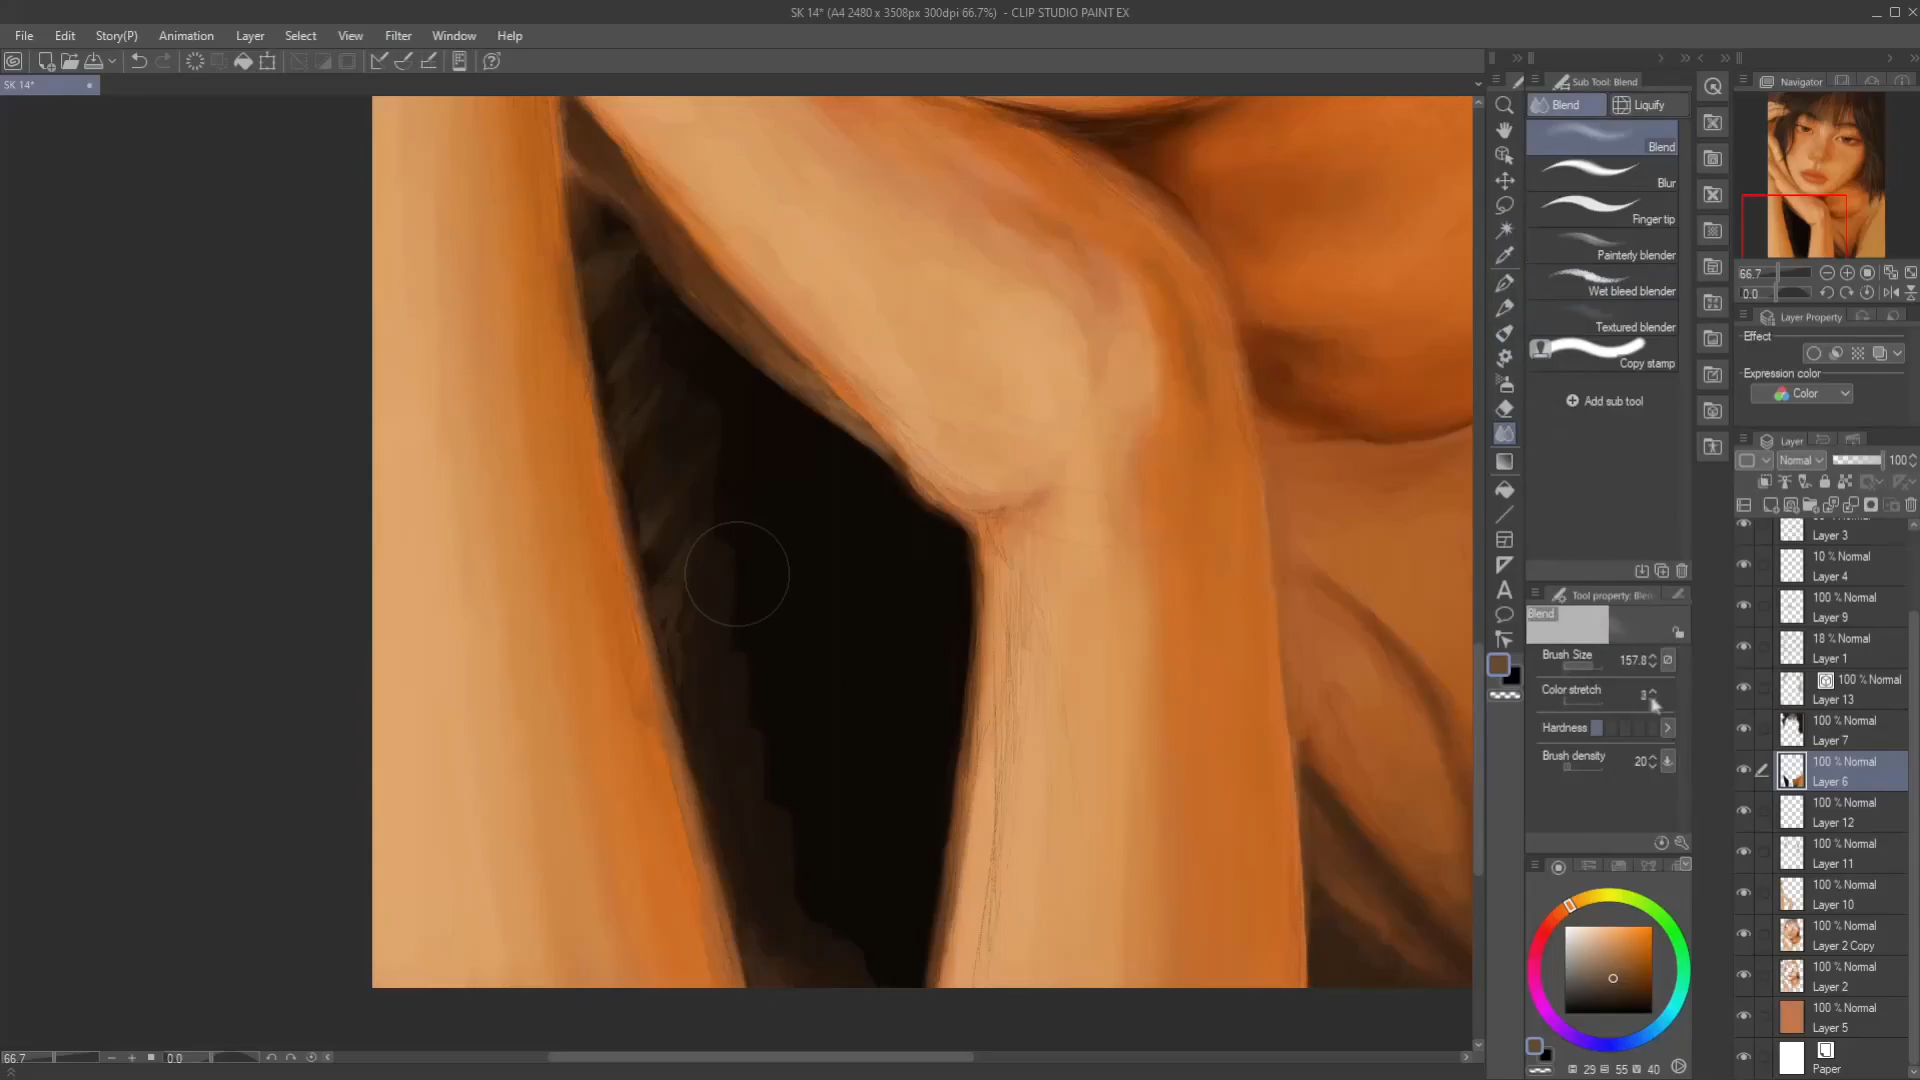 SK 14* (A4 2480 x 3508px 300dpi 66.7%) - CLIP STUDIO PAINT EX
File Edit Story(P) Animation Layer Select View Filter Window Help
SK 14*
Sub Tool: Blend
Blend Liquify
Blend
Blur
Finger tip
Painterly blender
Wet bleed blender
Textured blender
Copy stamp
Add sub tool
Tool property: Blen
Blend
Brush Size 157.8
Color stretch 3
Hardness
Brush density 20
29 55 40
Navigator
66.7
0.0
Layer Property
Effect
Expression color
Color
Layer
Normal 100
Layer 3
10 % Normal
Layer 4
100 % Normal
Layer 9
18 % Normal
Layer 1
100 % Normal
Layer 13
100 % Normal
Layer 7
100 % Normal
Layer 6
100 % Normal
Layer 12
100 % Normal
Layer 11
100 % Normal
Layer 10
100 % Normal
Layer 2 Copy
100 % Normal
Layer 2
100 % Normal
Layer 5
Paper
66.7 0.0